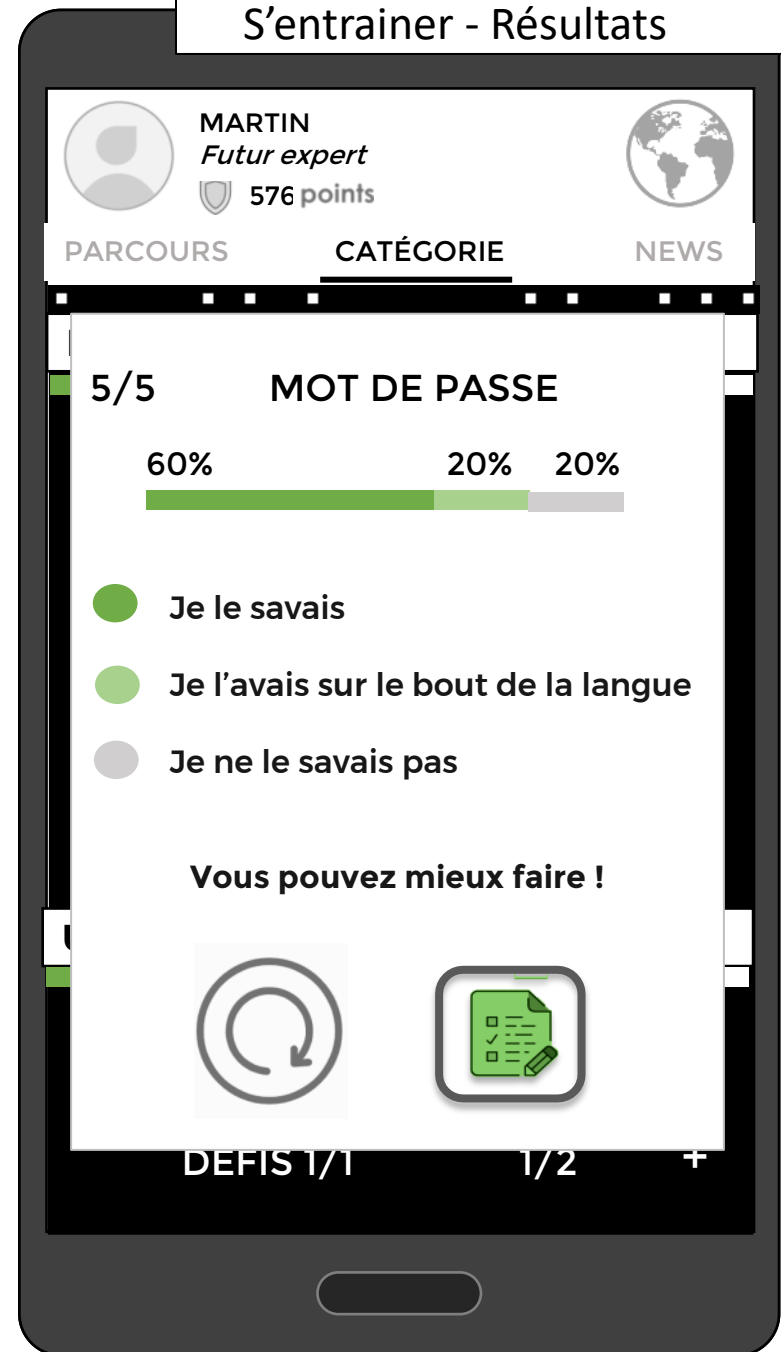 S’entrainer - Résultats
MARTIN
Futur expert
576 points
PARCOURS CATÉGORIE NEWS
5/5 MOT DE PASSE
60% 20% 20%
Je le savais
Je l’avais sur le bout de la langue
Je ne le savais pas
Vous pouvez mieux faire !
DEFIS 1/1 1/2 +